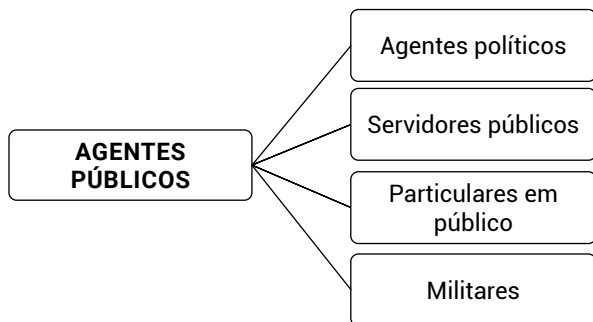 AGENTES
PÚBLICOS
Agentes políticos
Servidores públicos
Particulares em
público
Militares